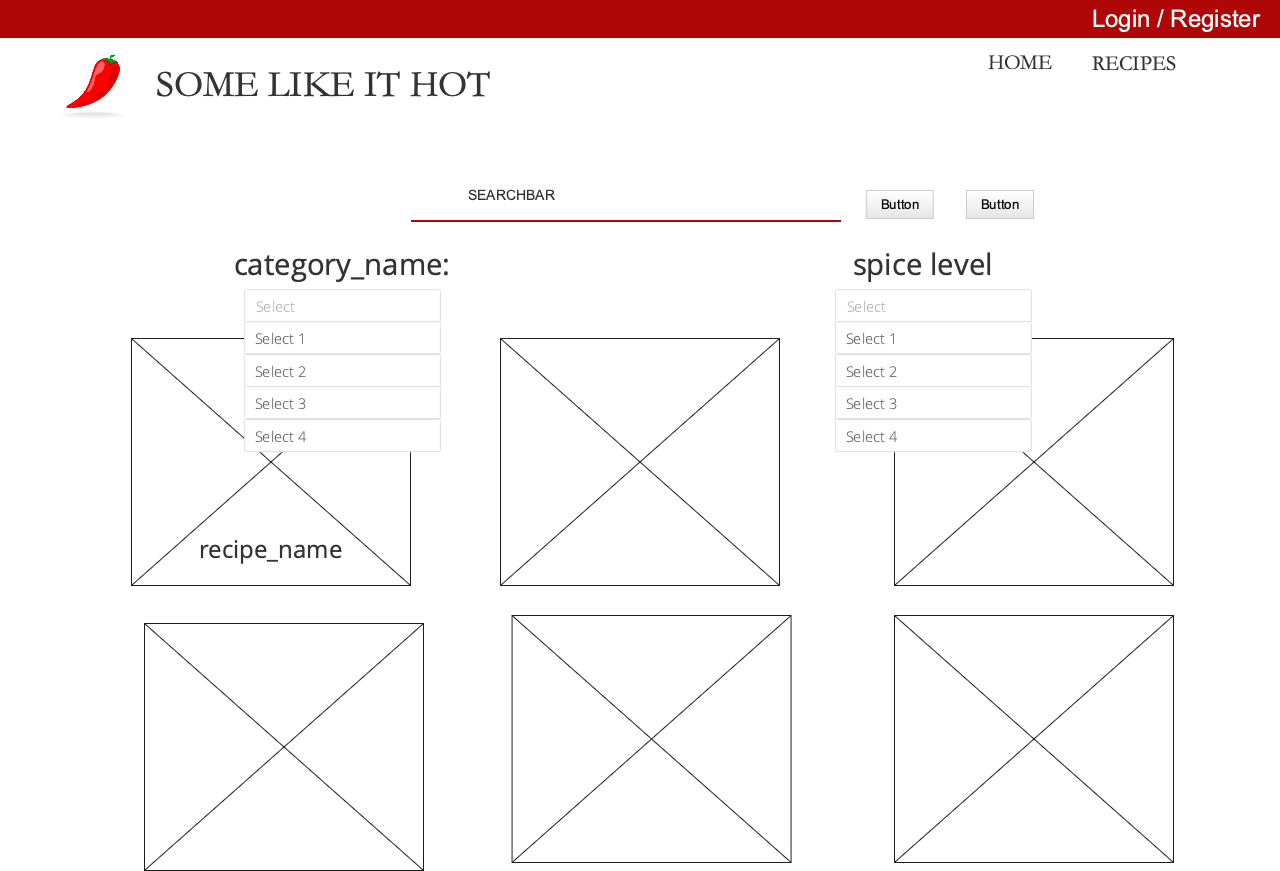 Login / Register
SOME LIKE IT HOT
HOME
RECIPES
SEARCHBAR
Button
Button
category_name:
Select
Select 1
Select 2
Select 3
Select 4
spice level
Select
Select 1
Select 2
Select 3
Select 4
recipe_name